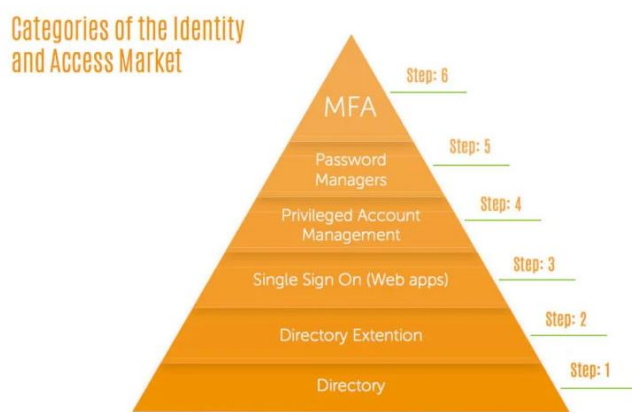 Categories of the Identity
and Access Market
Step: 6
MFA
Step: 5
Password
Managers
Step: 4
Privileged Account
Management
Step: 3
Single Sign On (Web apps)
Step: 2
Directory Extention
Step: 1
Directory